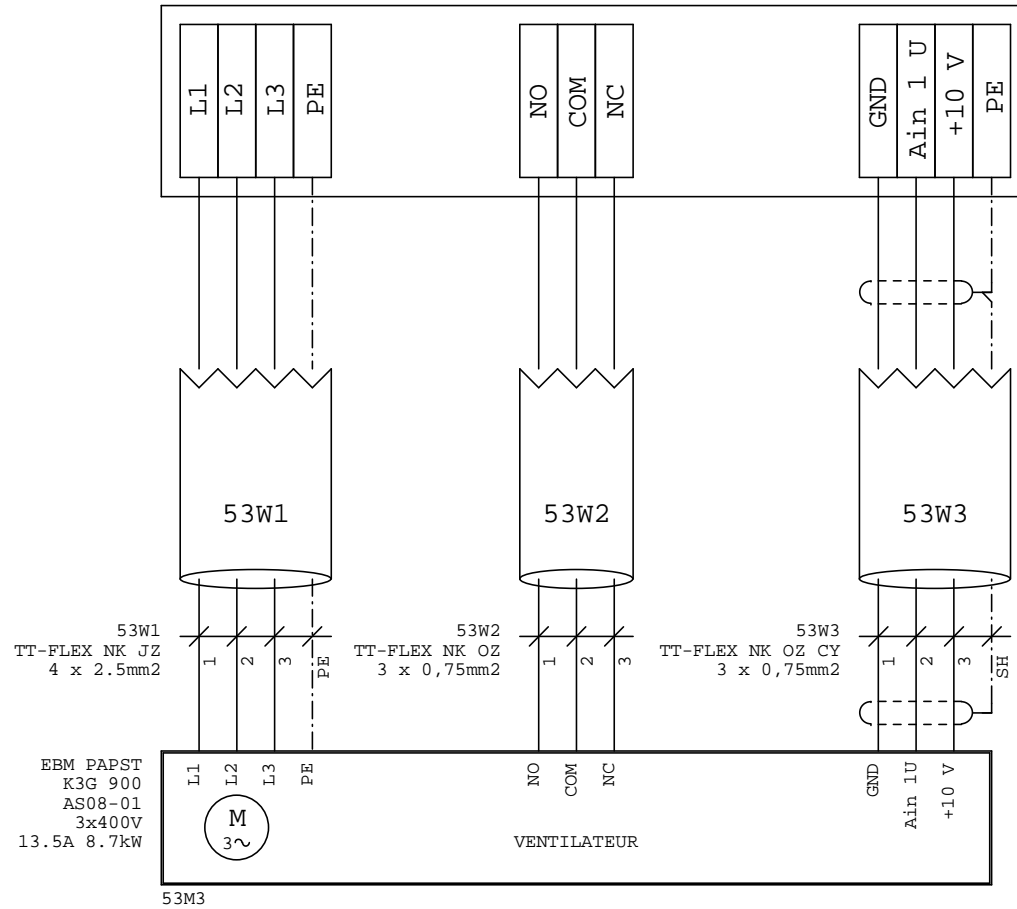 L1
L2
L3
PE
NO
COM
NC
GND
Ain 1 U
+10 V
PE
53W1
53W2
53W3
53W1
TT-FLEX NK JZ
4 x 2.5mm2
1
2
3
PE
53W2
TT-FLEX NK OZ
3 x 0,75mm2
1
2
3
53W3
TT-FLEX NK OZ CY
3 x 0,75mm2
1
2
3
SH
EBM PAPST
K3G 900
AS08-01
3x400V
13.5A 8.7kW
L1
L2
L3
PE
M
3~
NO
COM
NC
VENTILATEUR
GND
Ain 1U
+10 V
53M3